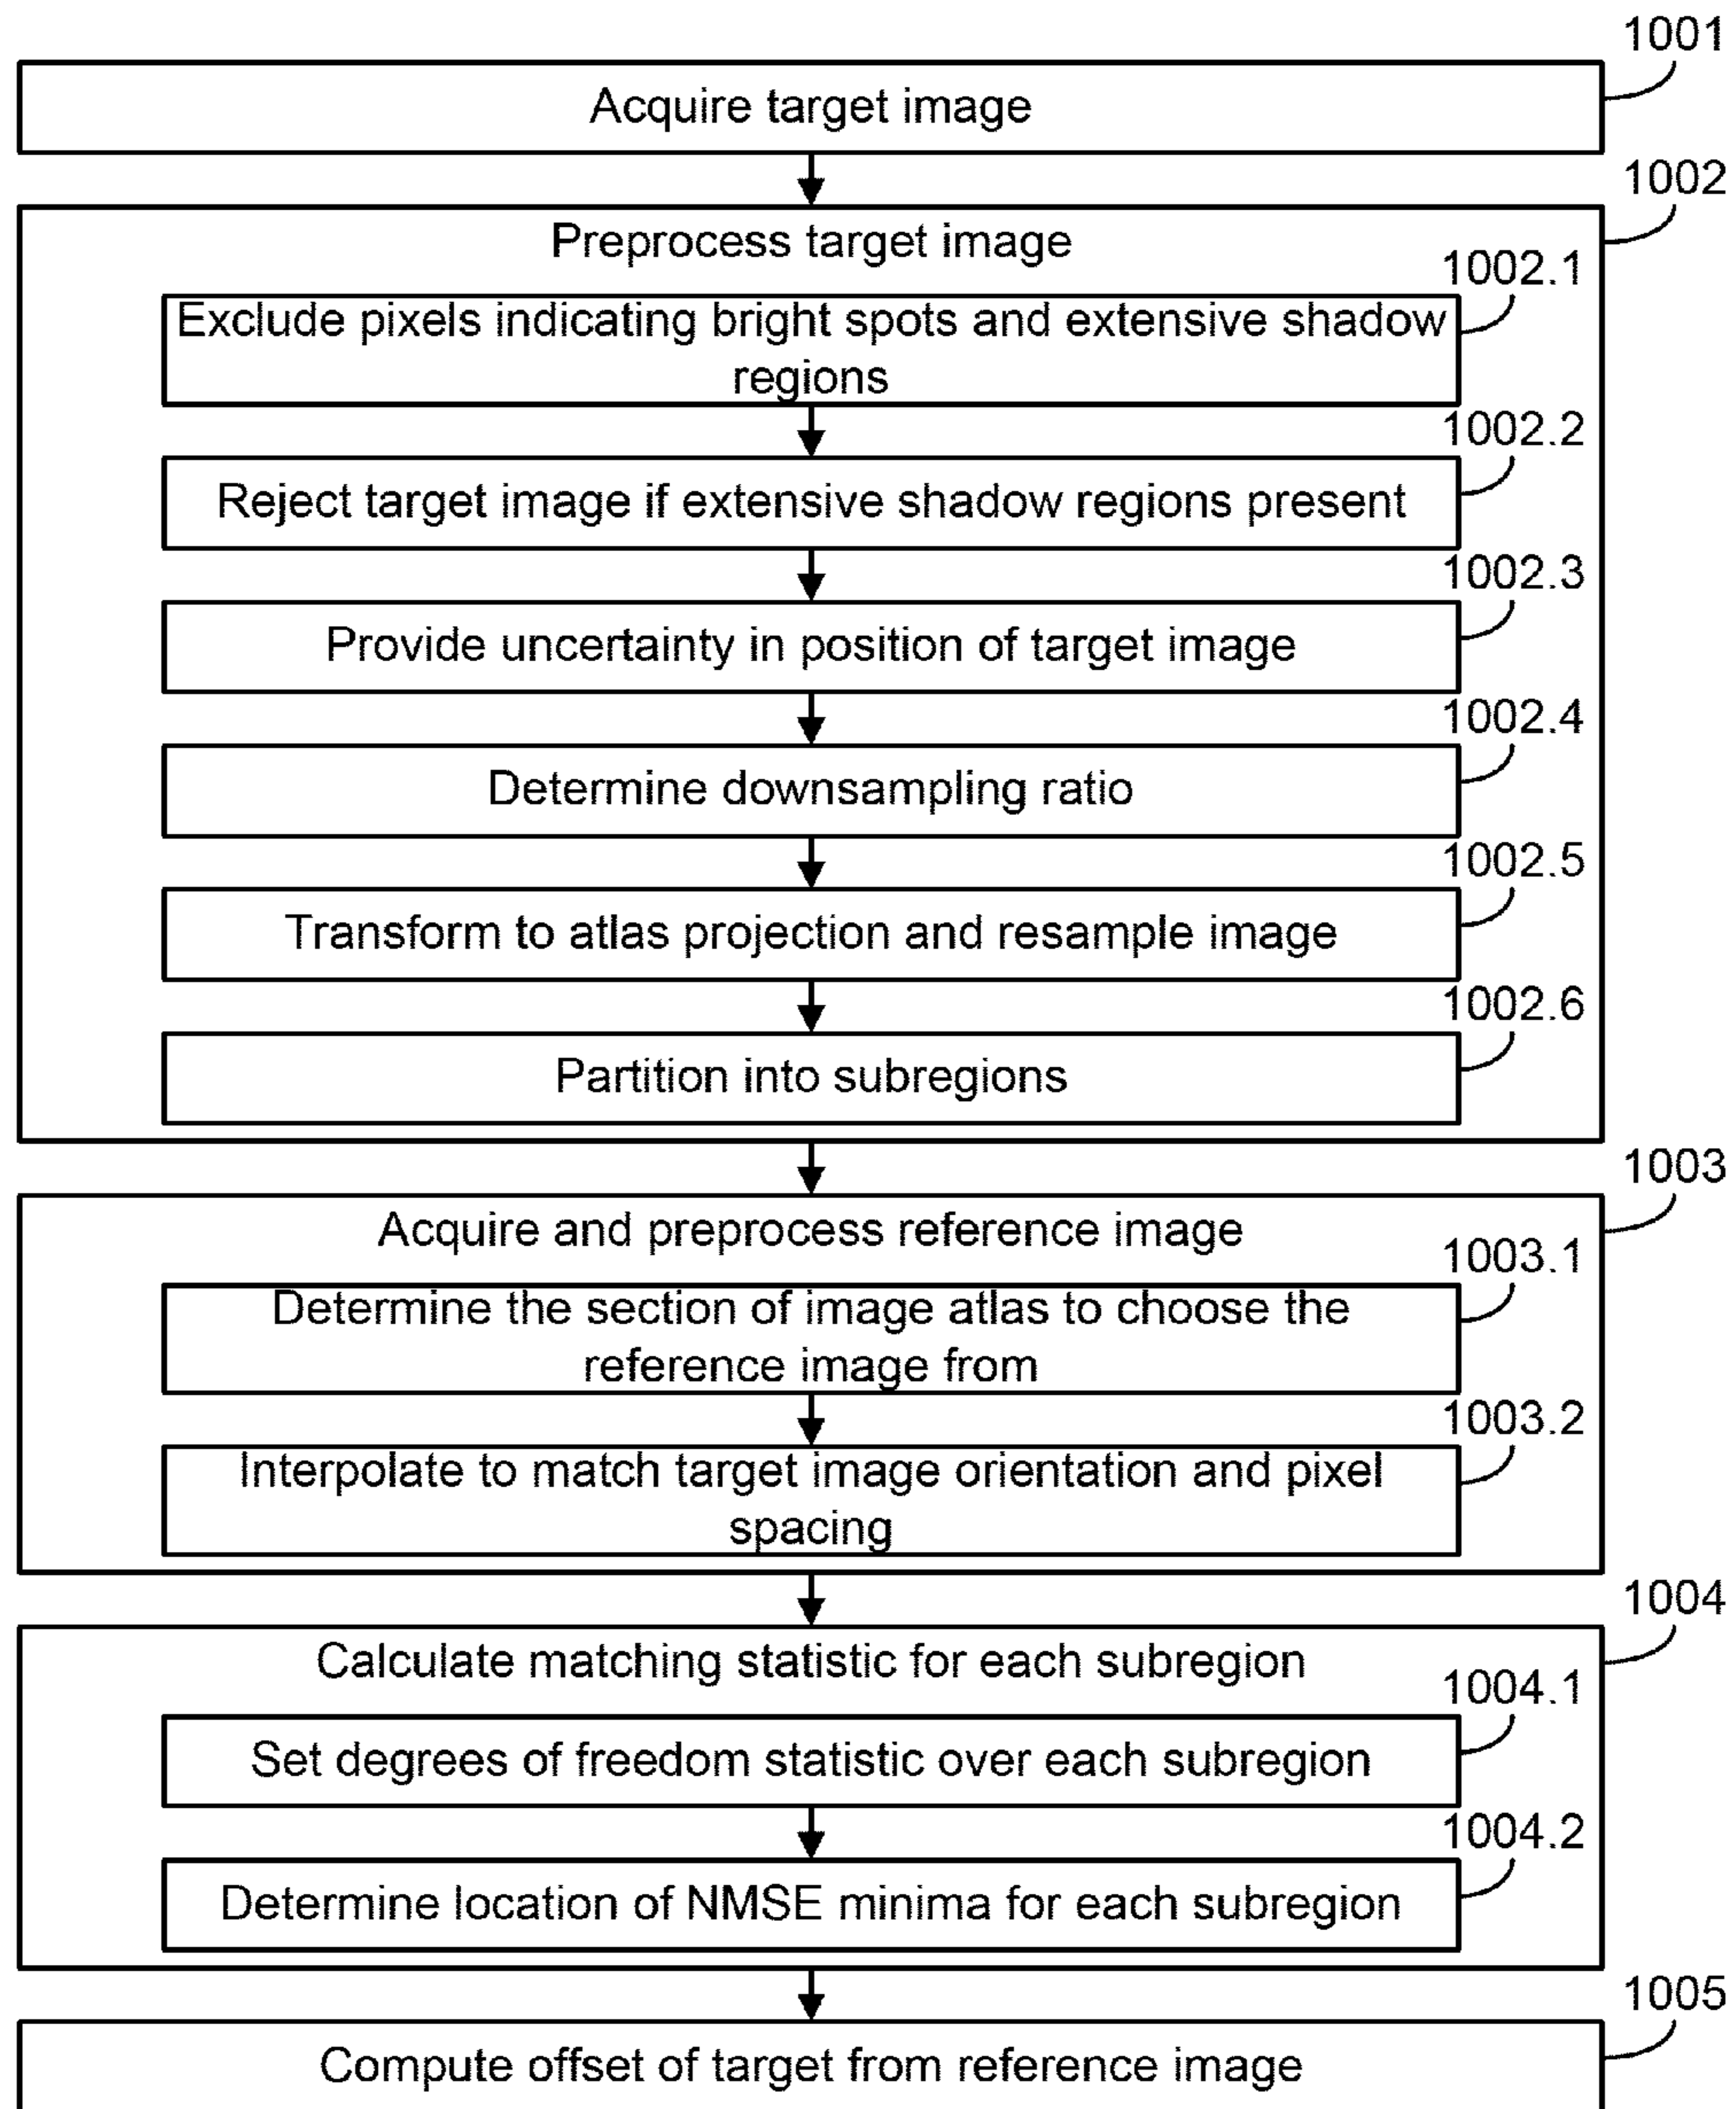 1001
Acquire target image
1002
Preprocess target image
1002.1
Exclude pixels indicating bright spots and extensive shadow
regions
1002.2
Reject target image if extensive shadow regions present
1002.3
Provide uncertainty in position of target image
1002.4
Determine downsampling ratio
1002.5
Transform to atlas projection and resample image
1002.6
Partition into subregions
1003
Acquire and preprocess reference image
1003.1
Determine the section of image atlas to choose the
reference image from
1003.2
Interpolate to match target image orientation and pixel
spacing
1004
Calculate matching statistic for each subregion
1004.1
Set degrees of freedom statistic over each subregion
1004.2
Determine location of NMSE minima for each subregion
1005
Compute offset of target from reference image